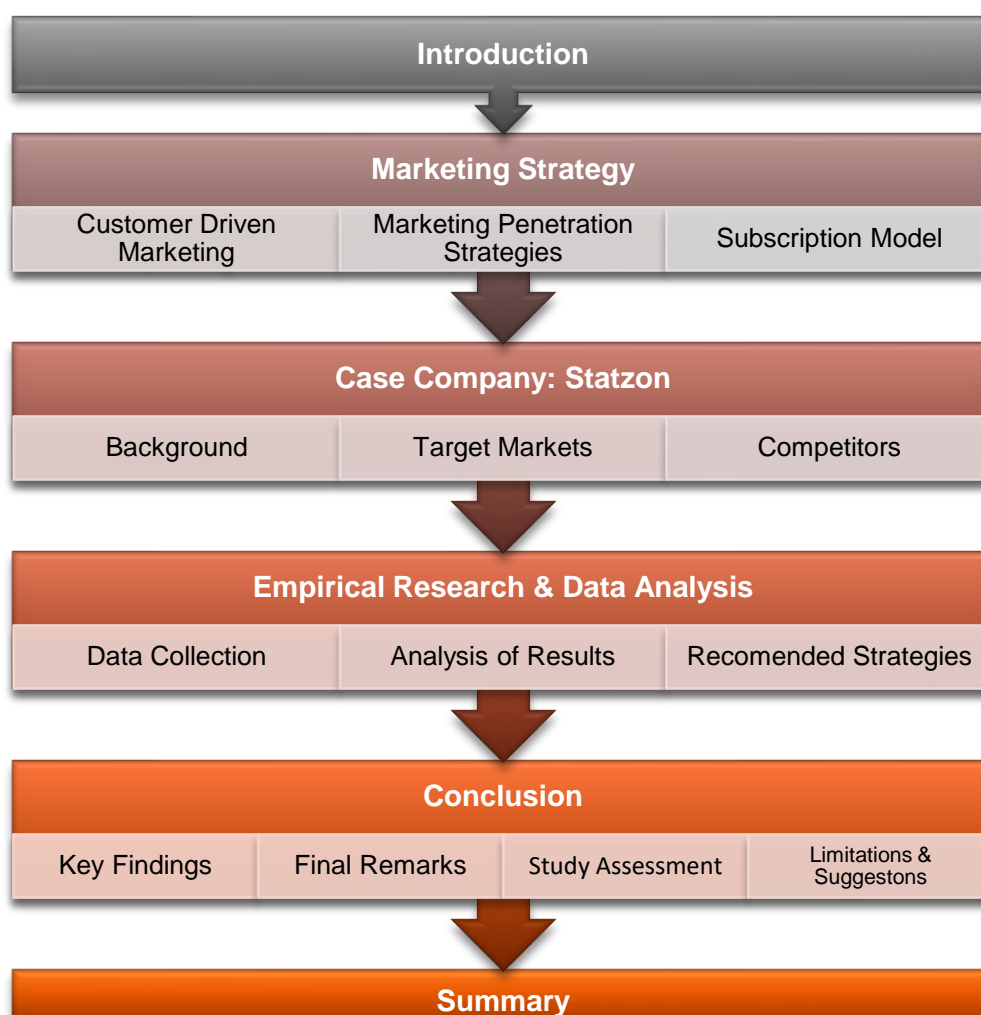 Introduction
Marketing Strategy
Customer Driven
Marketing
Marketing Penetration
Strategies
Subscription Model
Case Company: Statzon
Background
Target Markets
Competitors
Empirical Research & Data Analysis
Data Collection
Analysis of Results
Recomended Strategies
Conclusion
Key Findings
Final Remarks
Study Assessment
Limitations &
Suggestons
Summary